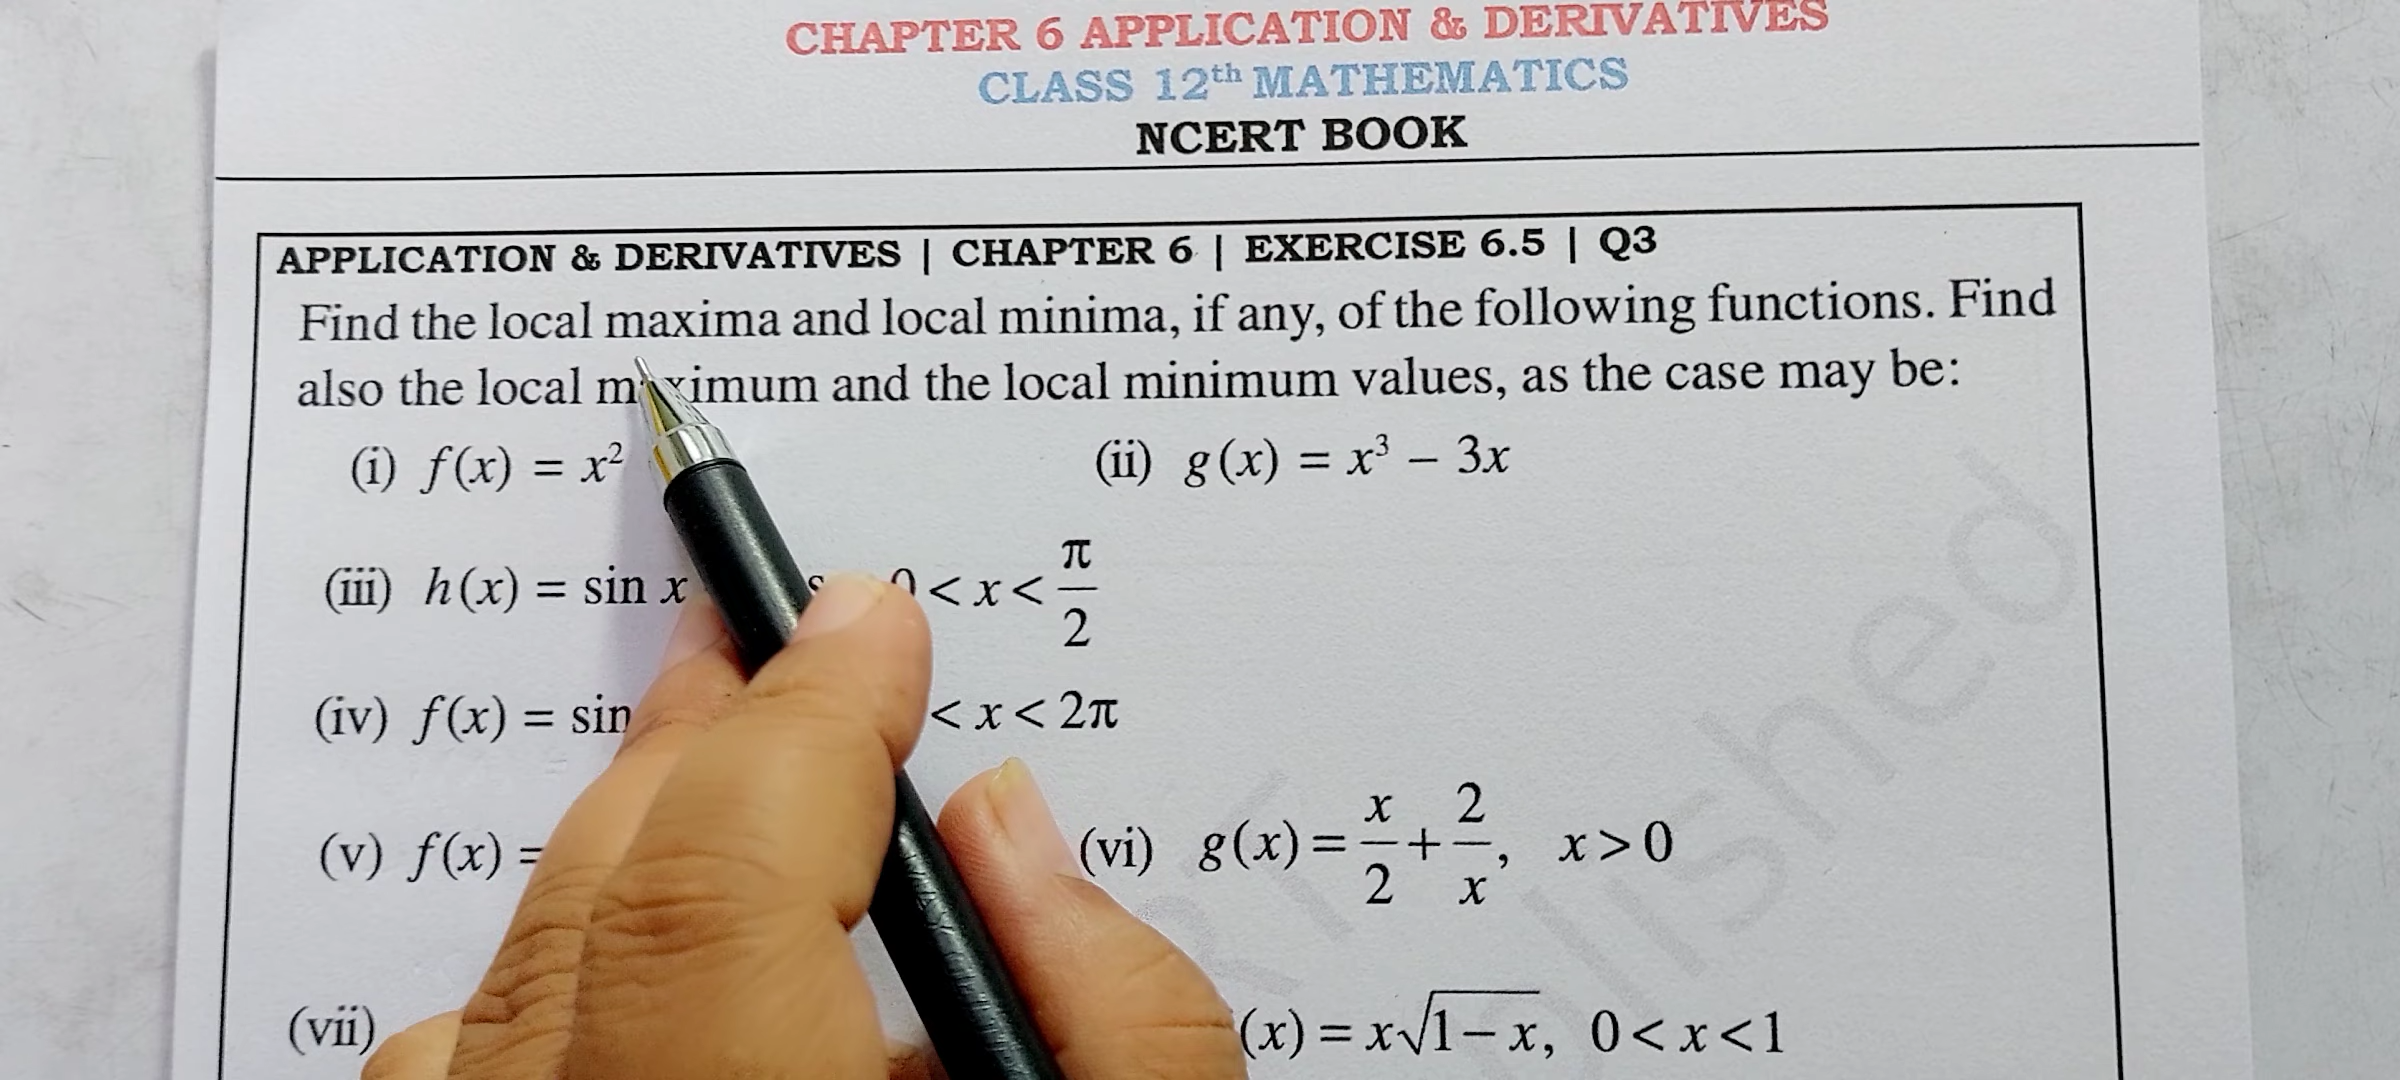 CHAPTER 6 APPLICATION & DERIVATIVES
CLASS 12th MATHEMATICS
NCERT BOOK
APPLICATION & DERIVATIVES | CHAPTER 6 | EXERCISE 6.5 | Q3
Find the local maxima and local minima, if any, of the following functions. Find
also the local maximum and the local minimum values, as the case may be:
(i) f(x) = x² (ii) g(x) = x³ – 3x
(iii) h(x) = sin x 0 < x < π/2
(iv) f(x) = sin < x < 2π
(v) f(x) = (vi) g(x) = x/2 + 2/x, x > 0
(vii) (x) = x√(1–x), 0 < x < 1